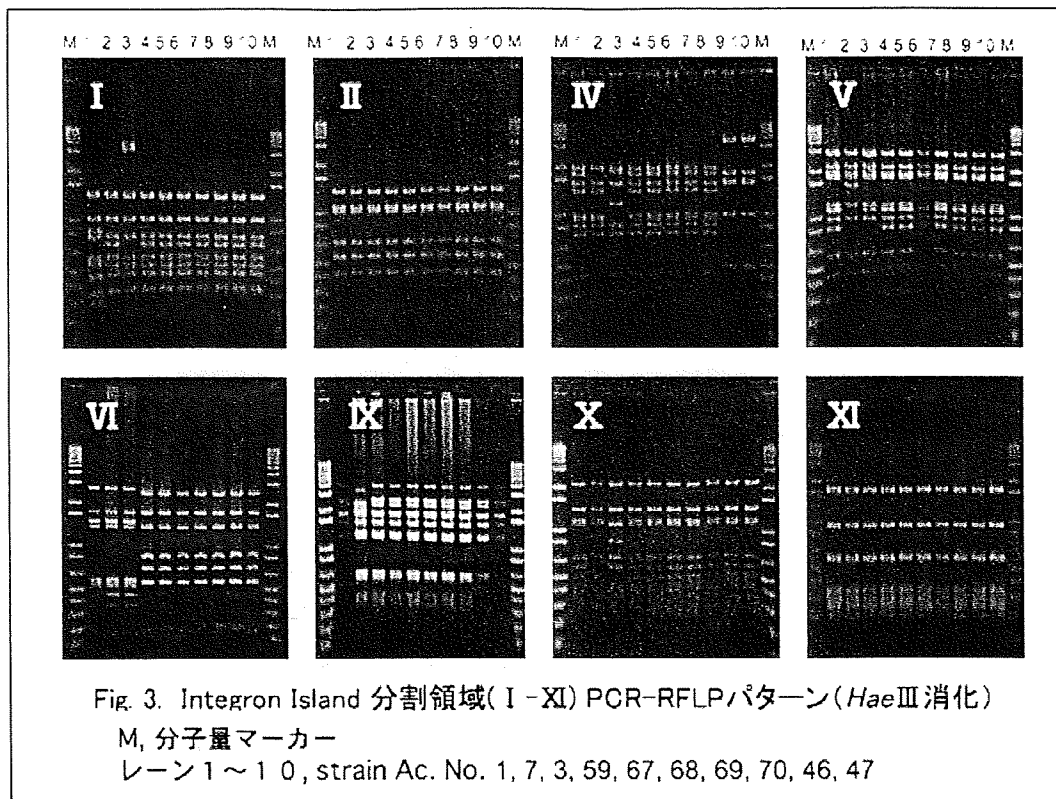 M 1 2 3 4 5 6 7 8 9 10 M
M 1 2 3 4 5 6 7 8 9 10 M
M 1 2 3 4 5 6 7 8 9 10 M
M 1 2 3 4 5 6 7 8 9 10 M
I
II
IV
V
VI
IX
X
XI
Fig. 3. Integron Island 分割領域(I-XI) PCR-RFLPパターン(HaeIII消化)
M, 分子量マーカー
レーン1～10, strain Ac. No. 1, 7, 3, 59, 67, 68, 69, 70, 46, 47